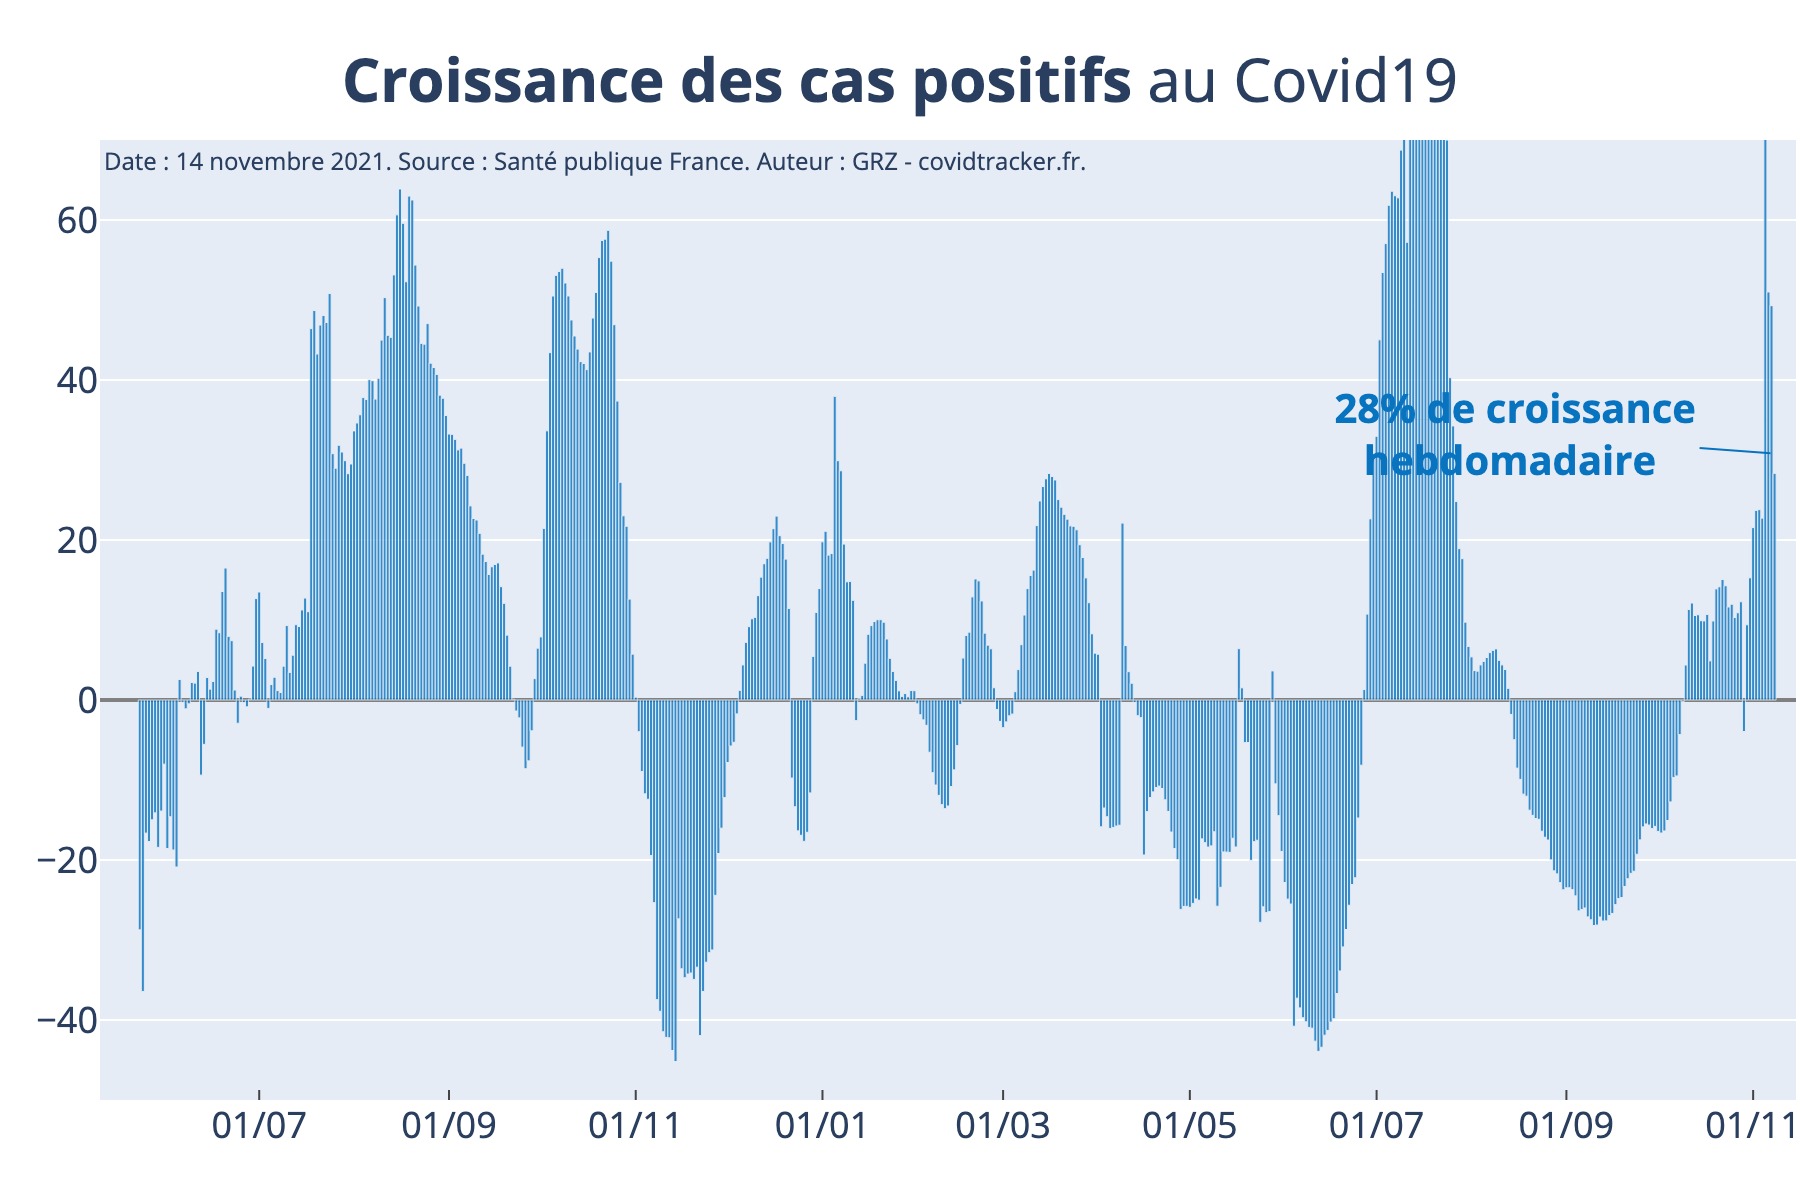 Croissance des cas positifs au Covid19
Date : 14 novembre 2021. Source : Santé publique France. Auteur : GRZ - covidtracker.fr.
60
40
28% de croissance
hebdomadaire
20
0
−20
−40
01/07 01/09 01/11 01/01 01/03 01/05 01/07 01/09 01/11